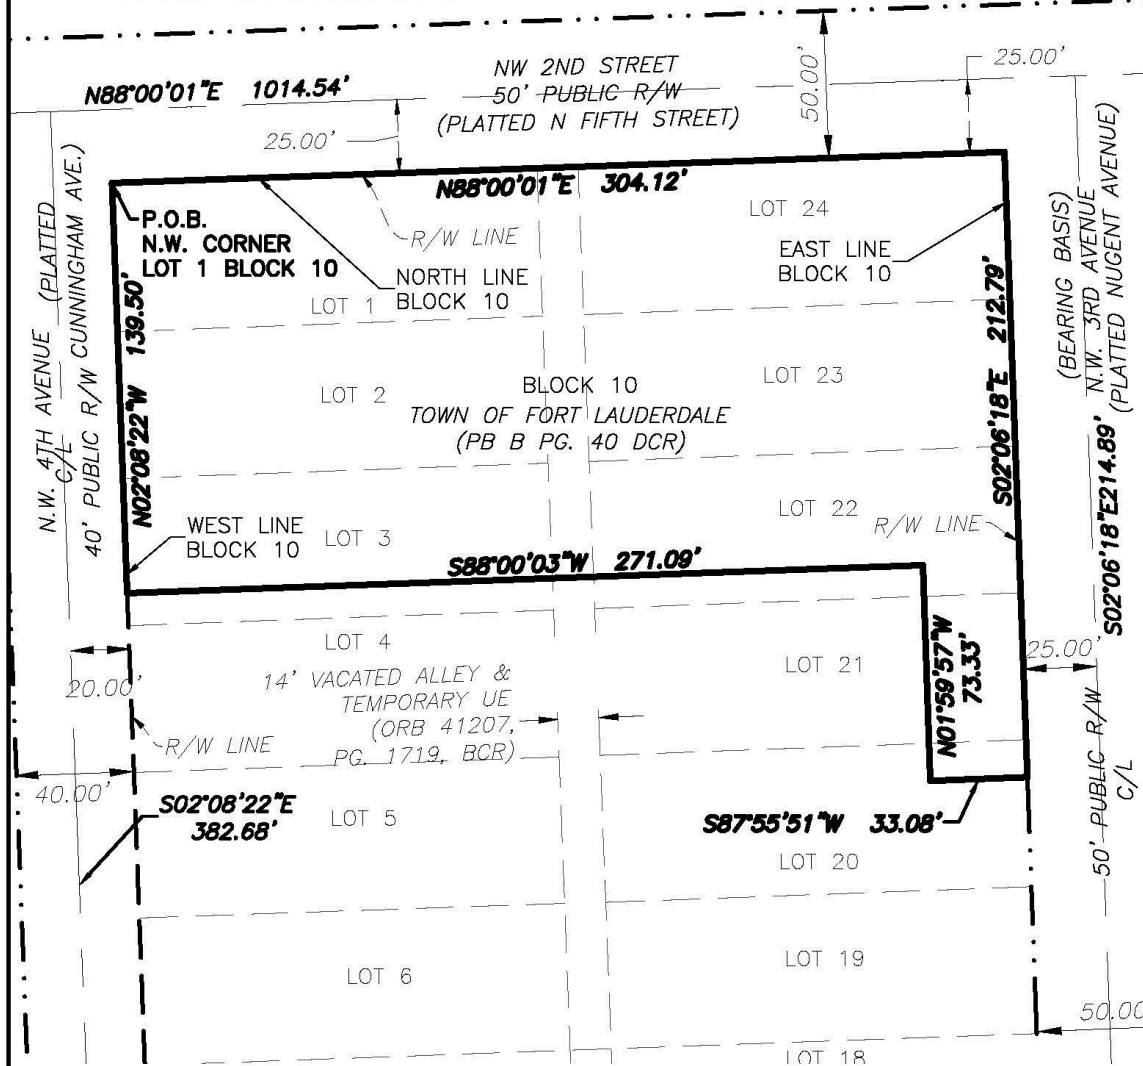 N88°00'01"E 1014.54'
NW 2ND STREET
50' PUBLIC R/W
(PLATTED N FIFTH STREET)
25.00'
50.00'
25.00'
N88°00'01"E 304.12'
P.O.B.
N.W. CORNER
LOT 1 BLOCK 10
R/W LINE
NORTH LINE
BLOCK 10
LOT 24
EAST LINE
BLOCK 10
LOT 1
N.W. 4TH AVENUE (PLATTED
C/L
40' PUBLIC R/W CUNNINGHAM AVE.)
N02°08'22"W 139.50'
S02°06'18"E 212.79'
(BEARING BASIS)
N.W. 3RD AVENUE
(PLATTED NUGENT AVENUE)
LOT 2
BLOCK 10
TOWN OF FORT LAUDERDALE
(PB B PG. 40 DCR)
LOT 23
S02°06'18"E214.89'
WEST LINE
BLOCK 10
LOT 3
LOT 22
R/W LINE
S88°00'03"W 271.09'
LOT 4
14' VACATED ALLEY &
TEMPORARY UE
(ORB 41207,
PG. 1719, BCR)
LOT 21
N01°59'57"W
73.33'
25.00'
20.00'
R/W LINE
40.00'
S02°08'22"E
382.68'
LOT 5
S87°55'51"W 33.08'
50' PUBLIC R/W
C/L
LOT 20
LOT 6
LOT 19
50.00
LOT 18